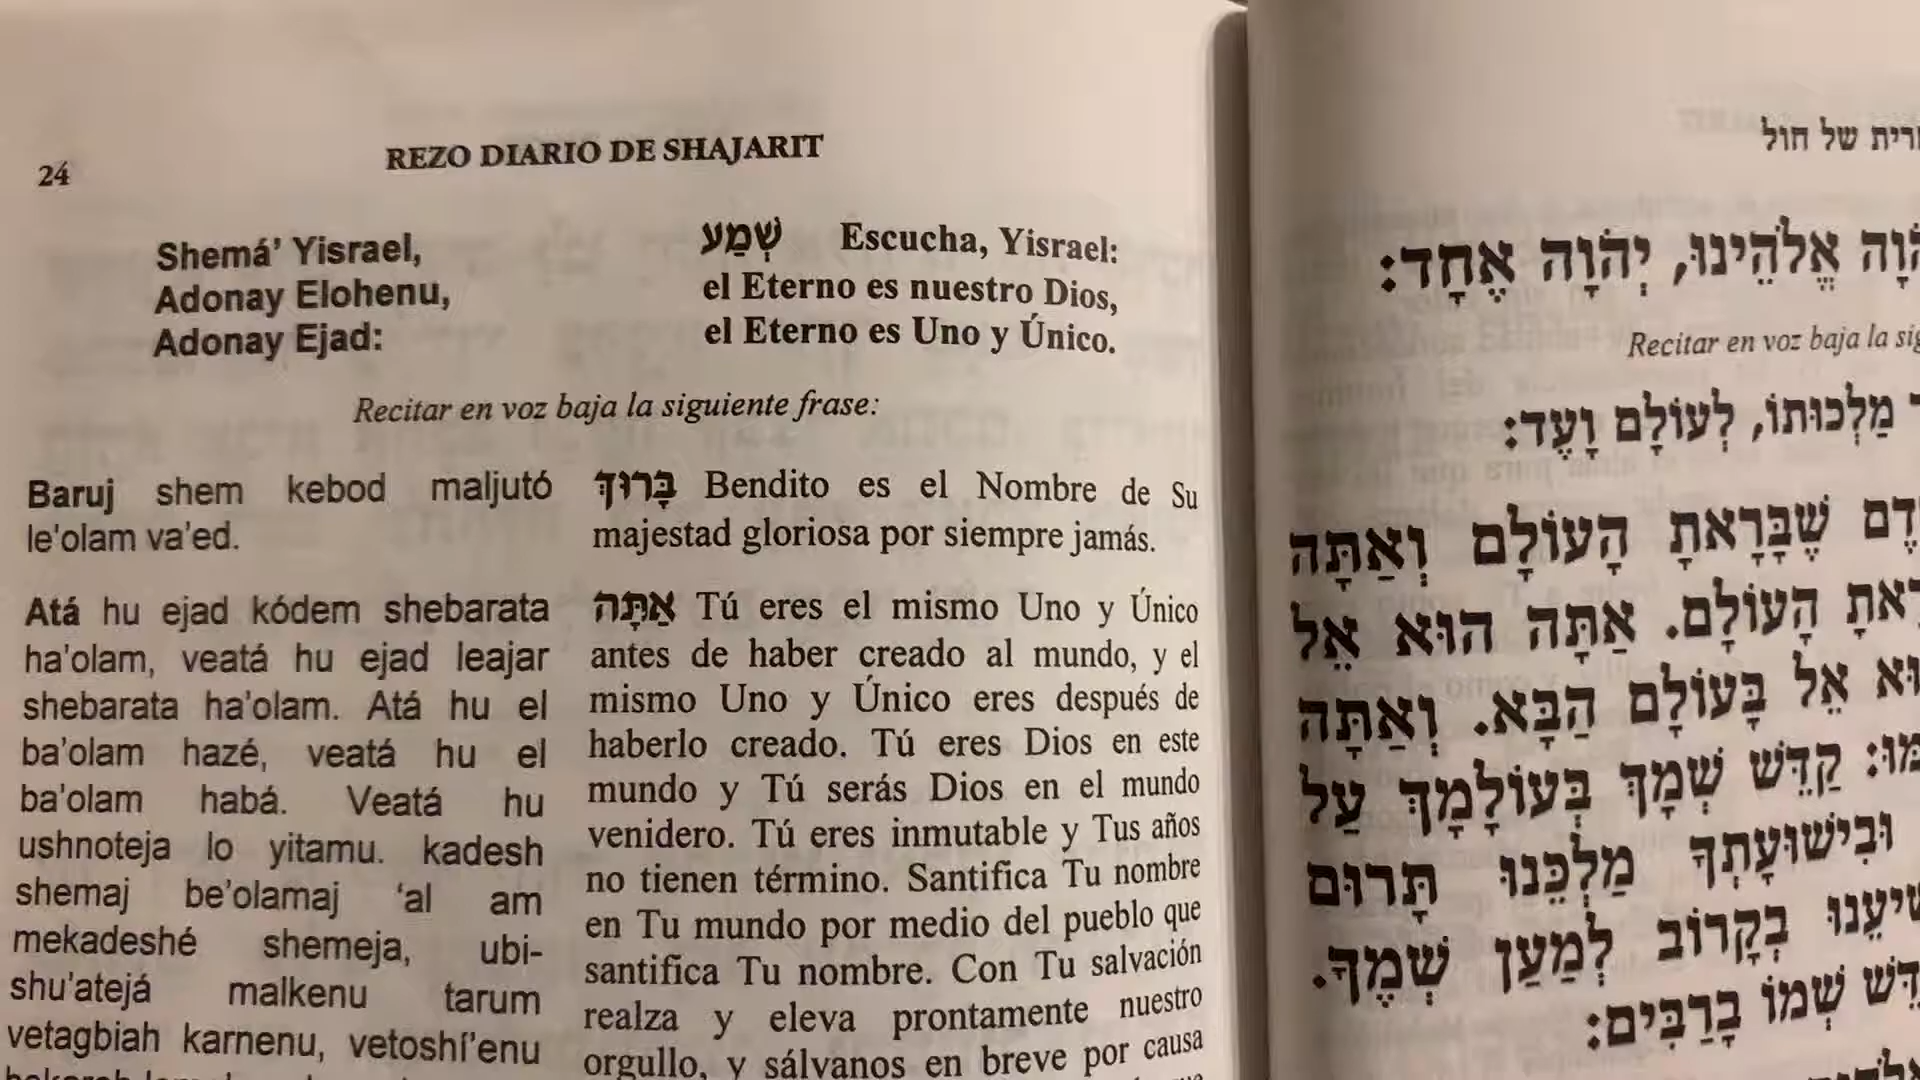 24
REZO DIARIO DE SHAJARIT
Shemá’ Yisrael,
Adonay Elohenu,
Adonay Ejad:
שְׁמַע Escucha, Yisrael:
el Eterno es nuestro Dios,
el Eterno es Uno y Único.
Recitar en voz baja la siguiente frase:
Baruj shem kebod maljutó
le’olam va’ed.
בָּרוּךְ Bendito es el Nombre de Su
majestad gloriosa por siempre jamás.
Atá hu ejad kódem shebarata
ha’olam, veatá hu ejad leajar
shebarata ha’olam. Atá hu el
ba’olam hazé, veatá hu el
ba’olam habá. Veatá hu
ushnoteja lo yitamu. kadesh
shemaj be’olamaj ‘al am
mekadeshé shemeja, ubi-
shu’atejá malkenu tarum
vetagbiah karnenu, vetoshí’enu
אַתָּה Tú eres el mismo Uno y Único
antes de haber creado al mundo, y el
mismo Uno y Único eres después de
haberlo creado. Tú eres Dios en este
mundo y Tú serás Dios en el mundo
venidero. Tú eres inmutable y Tus años
no tienen término. Santifica Tu nombre
en Tu mundo por medio del pueblo que
santifica Tu nombre. Con Tu salvación
realza y eleva prontamente nuestro
orgullo, y sálvanos en breve por causa
של חול
אֱלֹהֵינוּ, יְהֹוָה אֶחָד:
Recitar en voz baja la
מַלְכוּתוֹ, לְעוֹלָם וָעֶד:
שֶׁבָּרָאתָ הָעוֹלָם וְאַתָּה
הָעוֹלָם. אַתָּה הוּא אֵל
אֵל בָּעוֹלָם הַבָּא. וְאַתָּה
קַדֵּשׁ שְׁמָךְ בְּעוֹלָמָךְ עַל
וּבִישׁוּעָתְךָ מַלְכֵּנוּ תָּרוּם
בְּקָרוֹב לְמַעַן שְׁמֶךָ.
שְׁמוֹ בָרַבִּים: